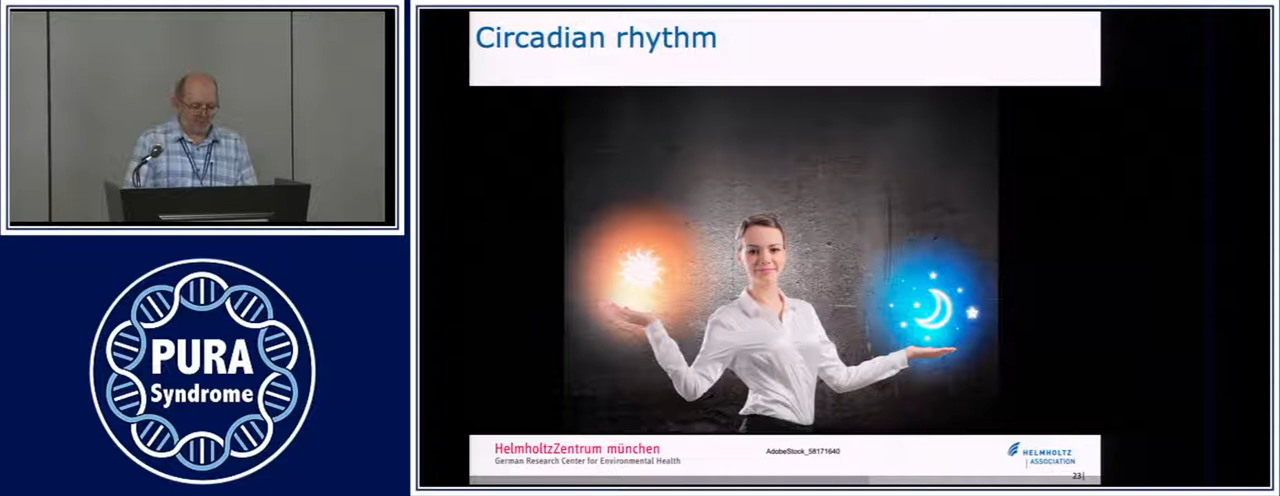 Circadian rhythm
PURA
Syndrome
HelmholtzZentrum münchen
German Research Center for Environmental Health
AdobeStock_58171640
HELMHOLTZ
ASSOCIATION
23|